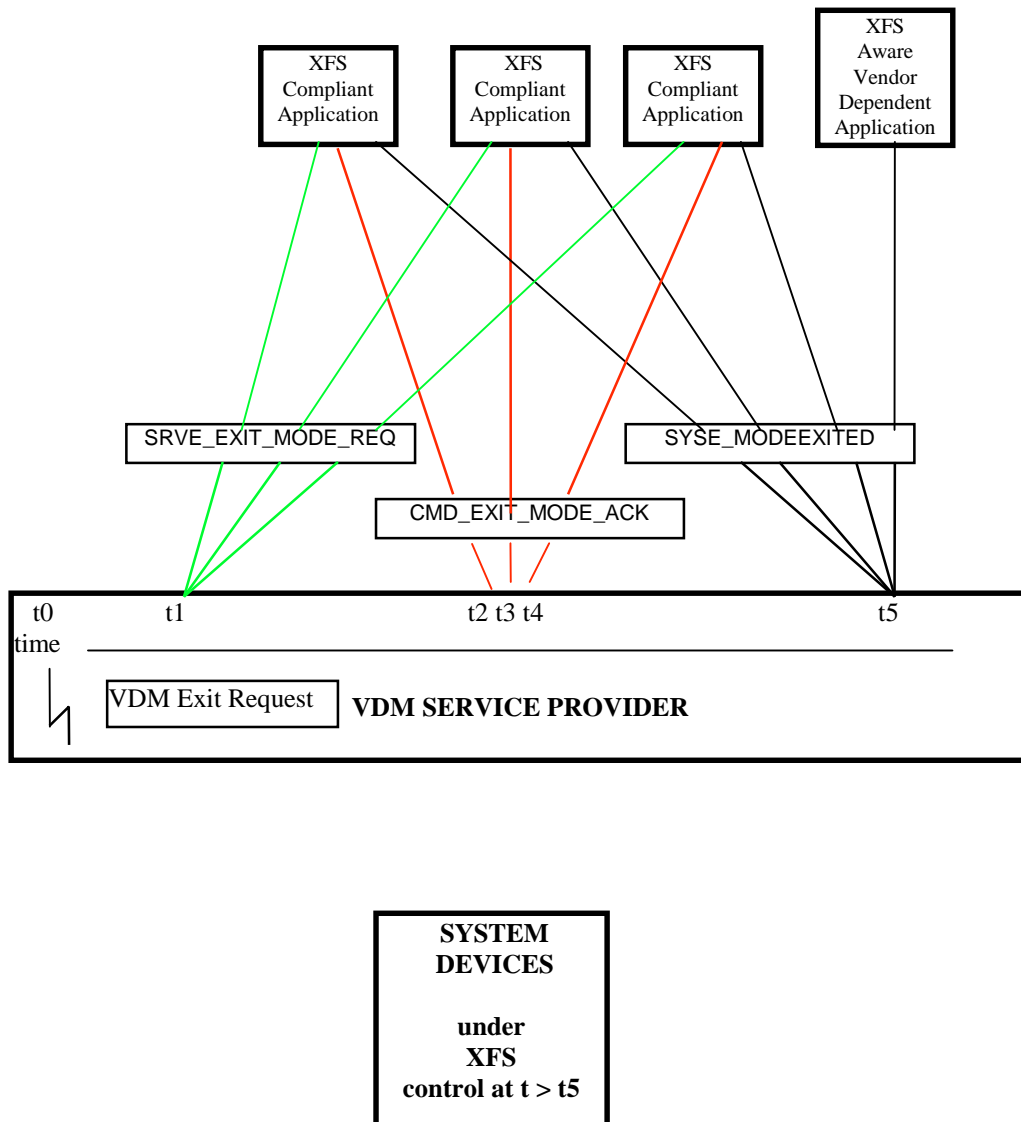 XFS
Aware
Vendor
Dependent
Application
XFS
Compliant
Application
XFS
Compliant
Application
XFS
Compliant
Application
SRVE_EXIT_MODE_REQ
SYSE_MODEEXITED
CMD_EXIT_MODE_ACK
t0
t1
t2 t3 t4
t5
time
VDM Exit Request
VDM SERVICE PROVIDER
SYSTEM
DEVICES
under
XFS
control at t > t5